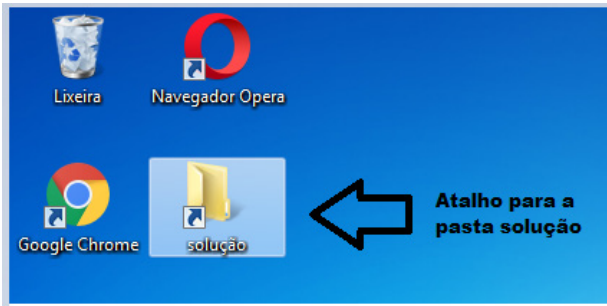 Lixeira
Navegador Opera
Google Chrome
solução
Atalho para a
pasta solução